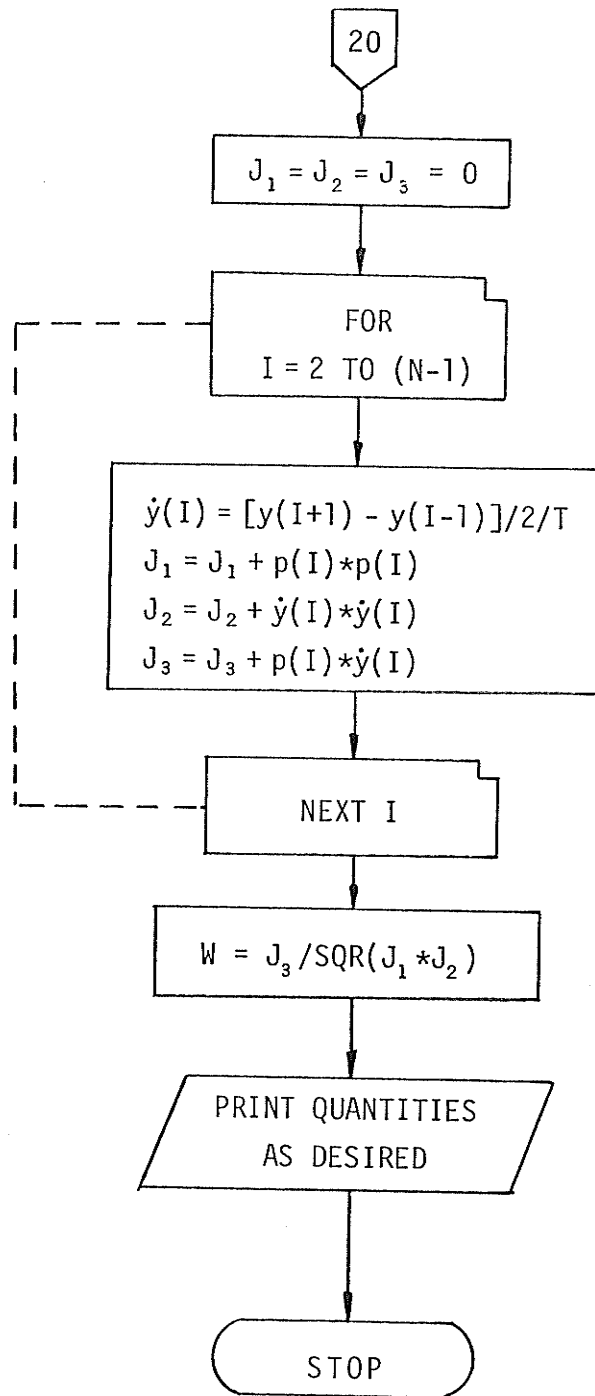 20
J₁ = J₂ = J₃ = 0
FOR
I = 2 TO (N-1)
ẏ(I) = [y(I+1) - y(I-1)]/2/T
J₁ = J₁ + p(I)*p(I)
J₂ = J₂ + ẏ(I)*ẏ(I)
J₃ = J₃ + p(I)*ẏ(I)
NEXT I
W = J₃/SQR(J₁*J₂)
PRINT QUANTITIES
AS DESIRED
STOP